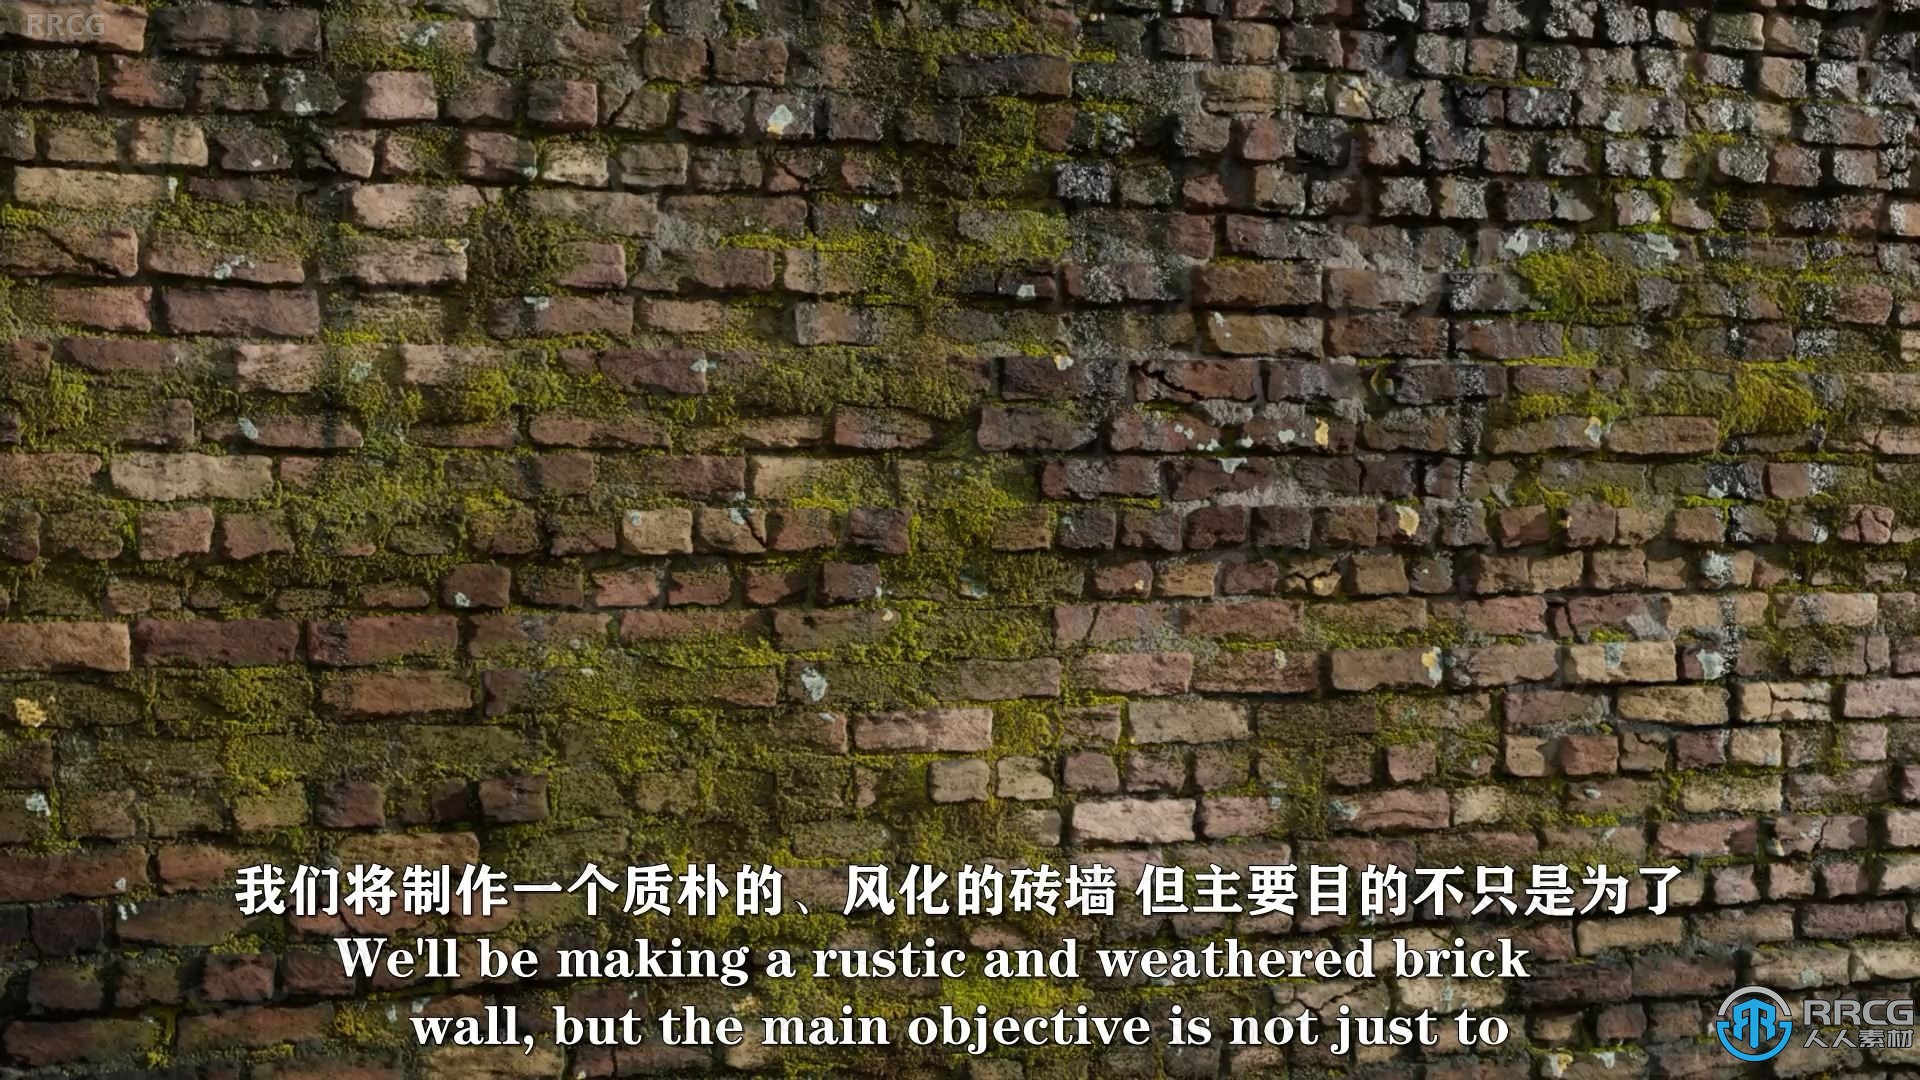 RRCG
我们将制作一个质朴的、风化的砖墙 但主要目的不只是为了
We'll be making a rustic and weathered brick
wall, but the main objective is not just to
RRCG
人人素材